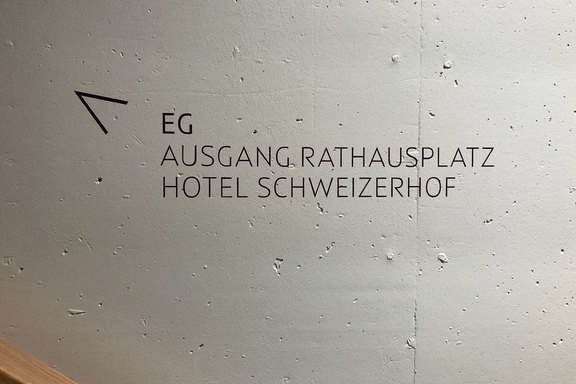 EG
AUSGANG RATHAUSPLATZ
HOTEL SCHWEIZERHOF